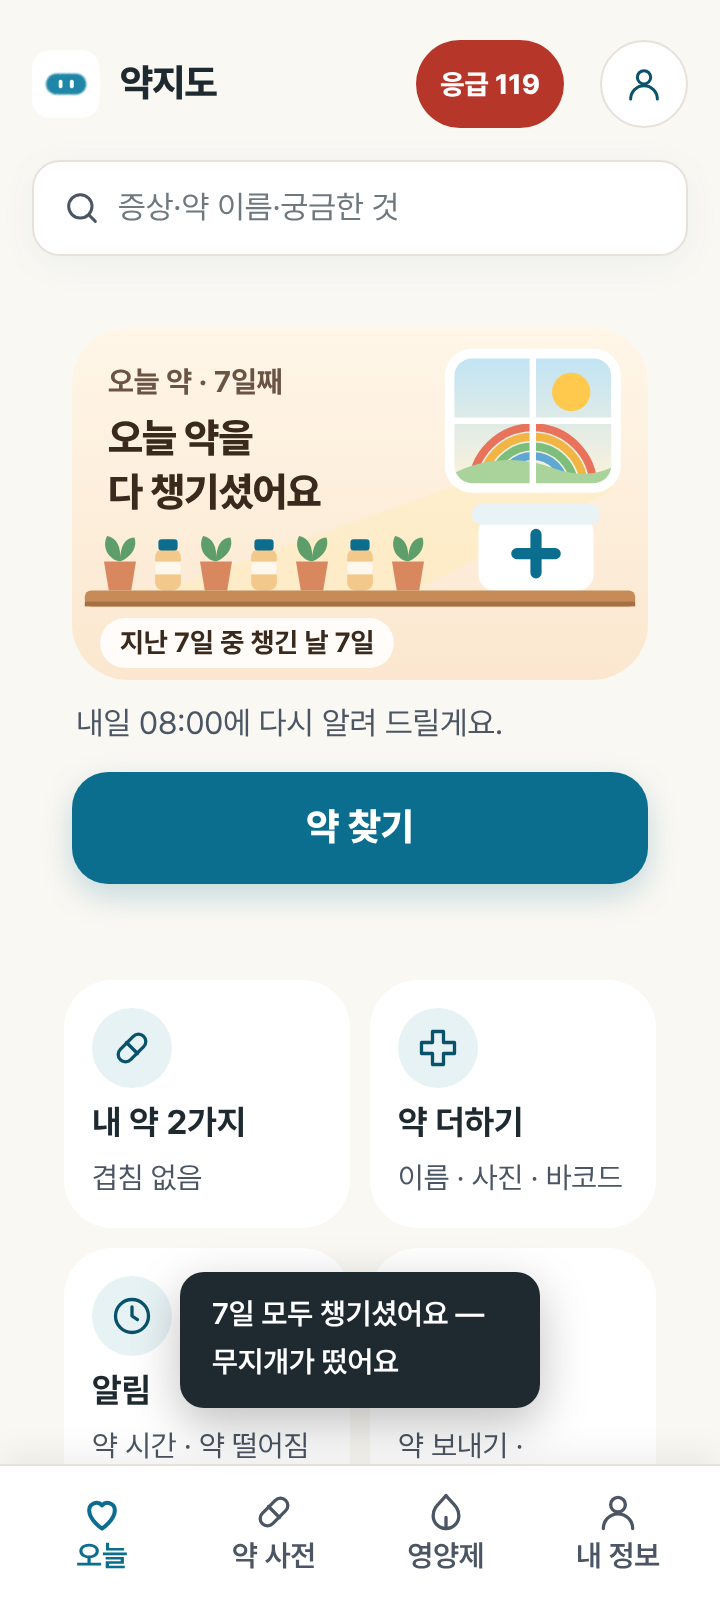 약지도
응급 119
증상·약 이름·궁금한 것
오늘 약 · 7일째
오늘 약을
다 챙기셨어요
지난 7일 중 챙긴 날 7일
내일 08:00에 다시 알려 드릴게요.
약 찾기
내 약 2가지
겹침 없음
약 더하기
이름 · 사진 · 바코드
7일 모두 챙기셨어요 —
무지개가 떴어요
알림
약 시간 · 약 떨어짐
약 보내기 ·
오늘
약 사전
영양제
내 정보